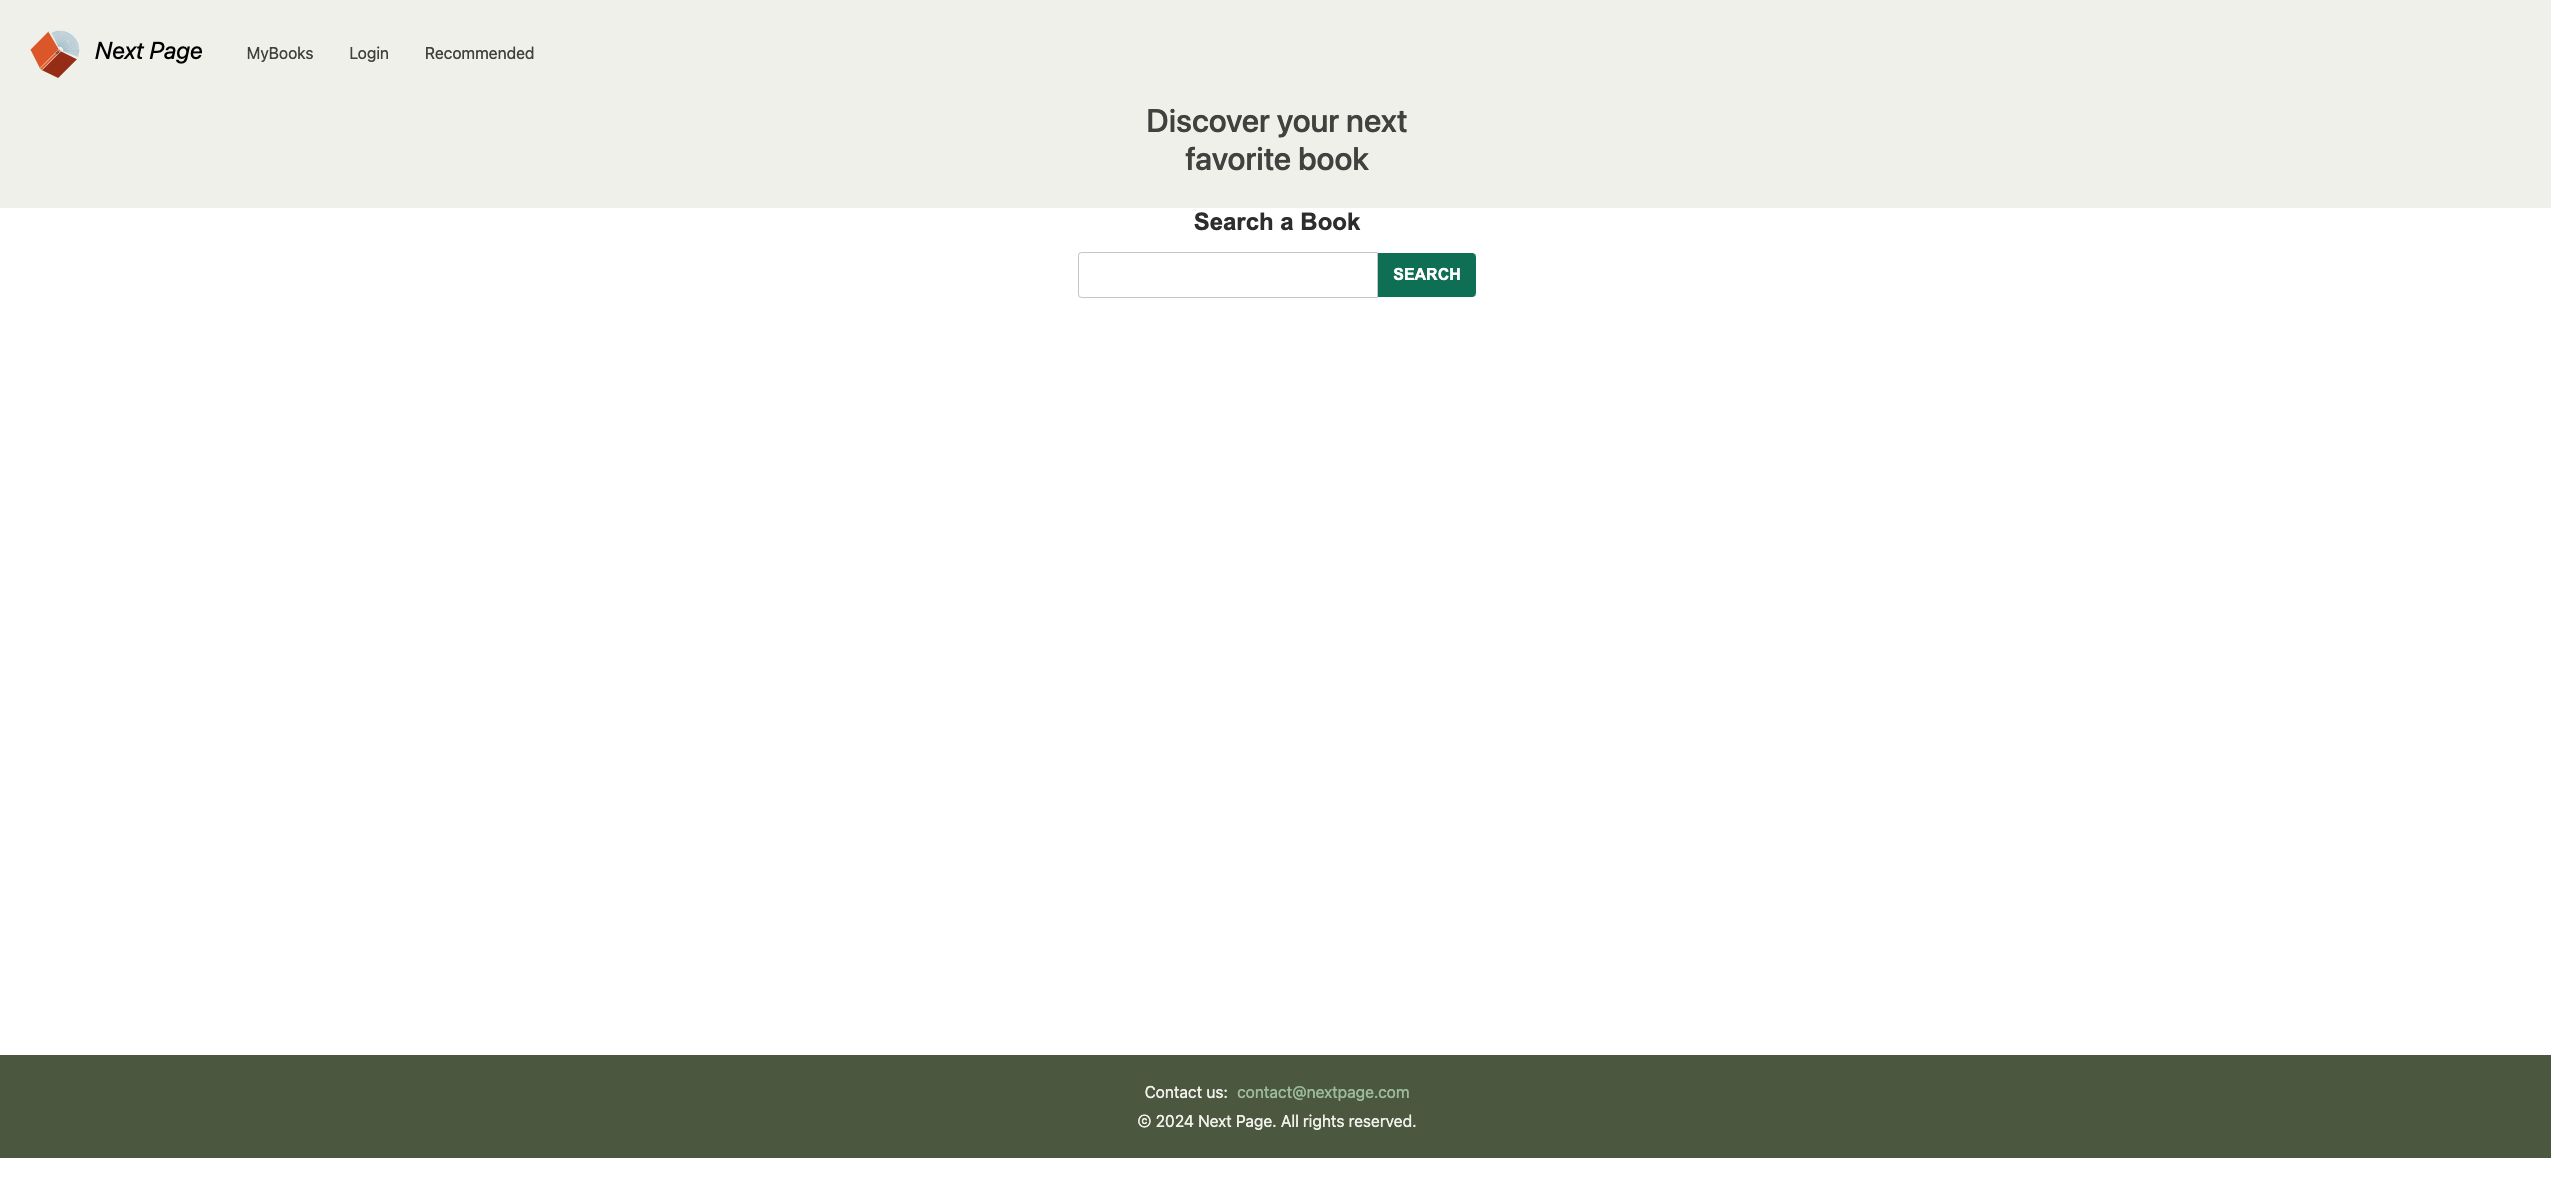 Next Page
MyBooks
Login
Recommended
Discover your next
favorite book
Search a Book
SEARCH
Contact us: contact@nextpage.com
© 2024 Next Page. All rights reserved.